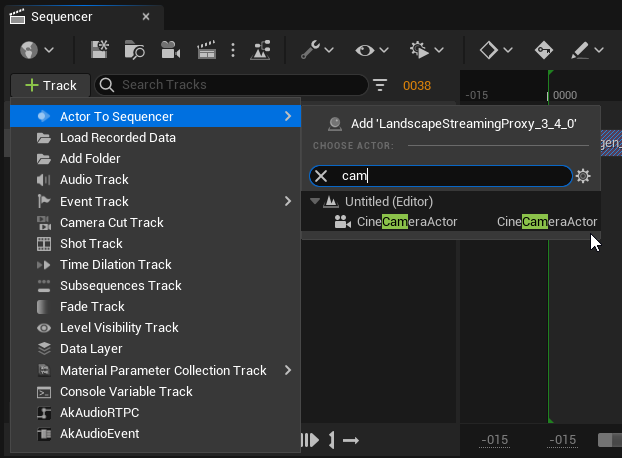 Sequencer
Track
Search Tracks
0038
-015
0000
Actor To Sequencer
Add 'LandscapeStreamingProxy_3_4_0'
Load Recorded Data
CHOOSE ACTOR:
gen_
Add Folder
Audio Track
cam
Event Track
Untitled (Editor)
Camera Cut Track
CineCameraActor
CineCameraActor
Shot Track
Time Dilation Track
Subsequences Track
Fade Track
Level Visibility Track
Data Layer
Material Parameter Collection Track
Console Variable Track
AkAudioRTPC
AkAudioEvent
-015
-015